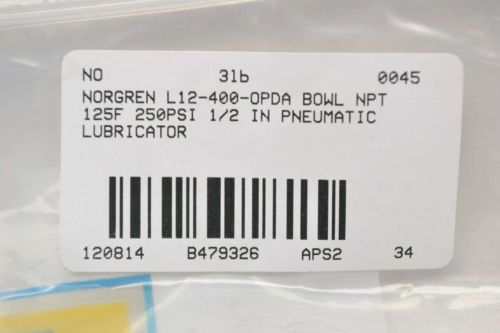 NO 3lb 0045
NORGREN L12-400-OPDA BOWL NPT
125F 250PSI 1/2 IN PNEUMATIC
LUBRICATOR
120814 B479326 APS2 34